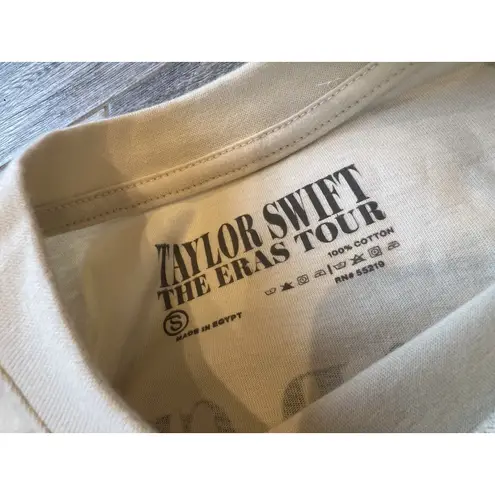 TAYLOR SWIFT
THE ERAS TOUR
100% COTTON
RN# 55219
S
MADE IN EGYPT